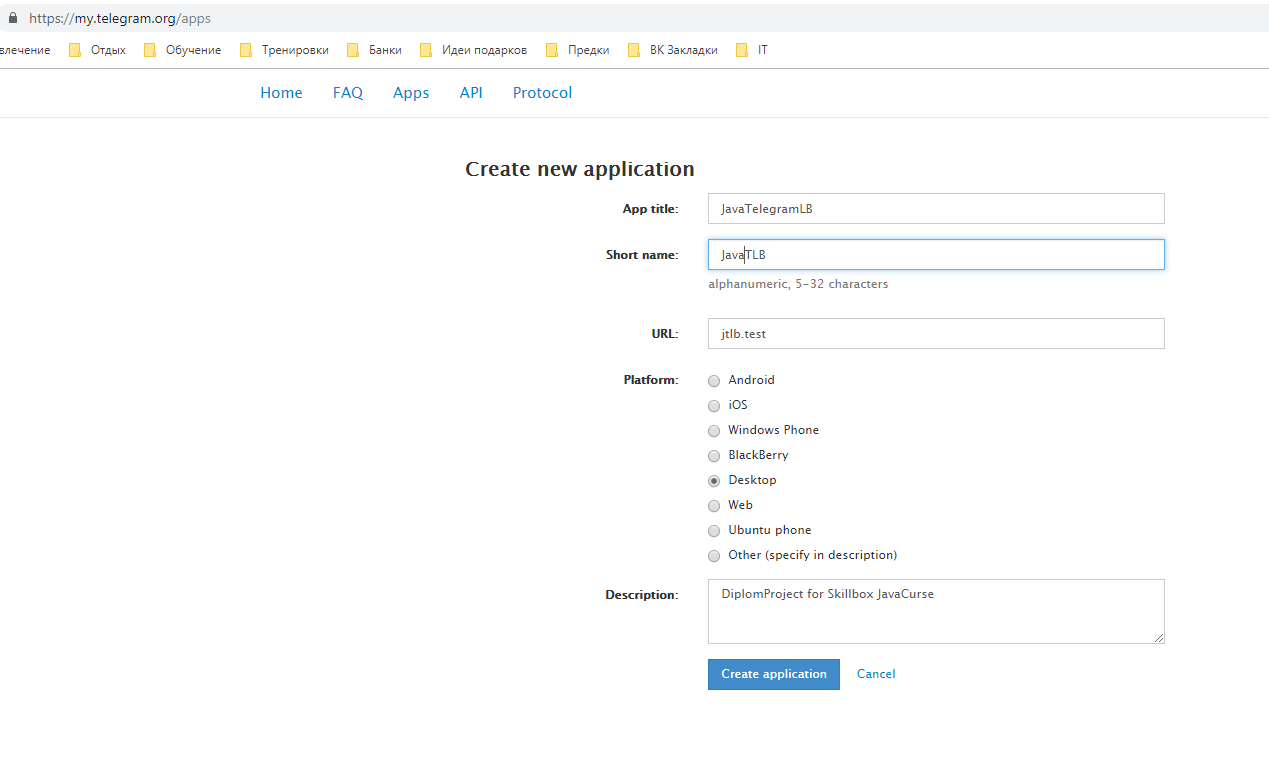 https://my.telegram.org/apps
влечение Отдых Обучение Тренировки Банки Идеи подарков Предки ВК Закладки IT
Home FAQ Apps API Protocol
Create new application
App title: JavaTelegramLB
Short name: JavaTLB
alphanumeric, 5-32 characters
URL: jtlb.test
Platform: Android
iOS
Windows Phone
BlackBerry
Desktop
Web
Ubuntu phone
Other (specify in description)
Description: DiplomProject for Skillbox JavaCurse
Create application Cancel